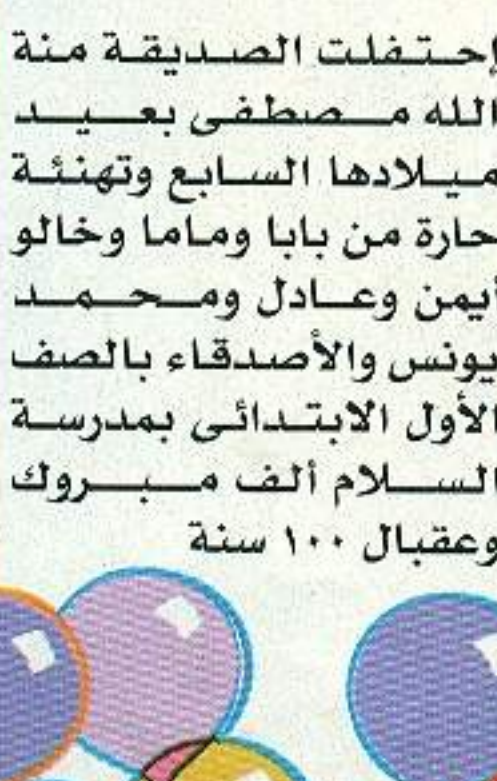 إحتفلت الصديقة منة
الله مصطفى بعيد
ميلادها السابع وتهنئة
حارة من بابا وماما وخالو
أيمن وعادل ومحمد
يونس والأصدقاء بالصف
الأول الابتدائى بمدرسة
السلام ألف مبروك
وعقبال ١٠٠ سنة